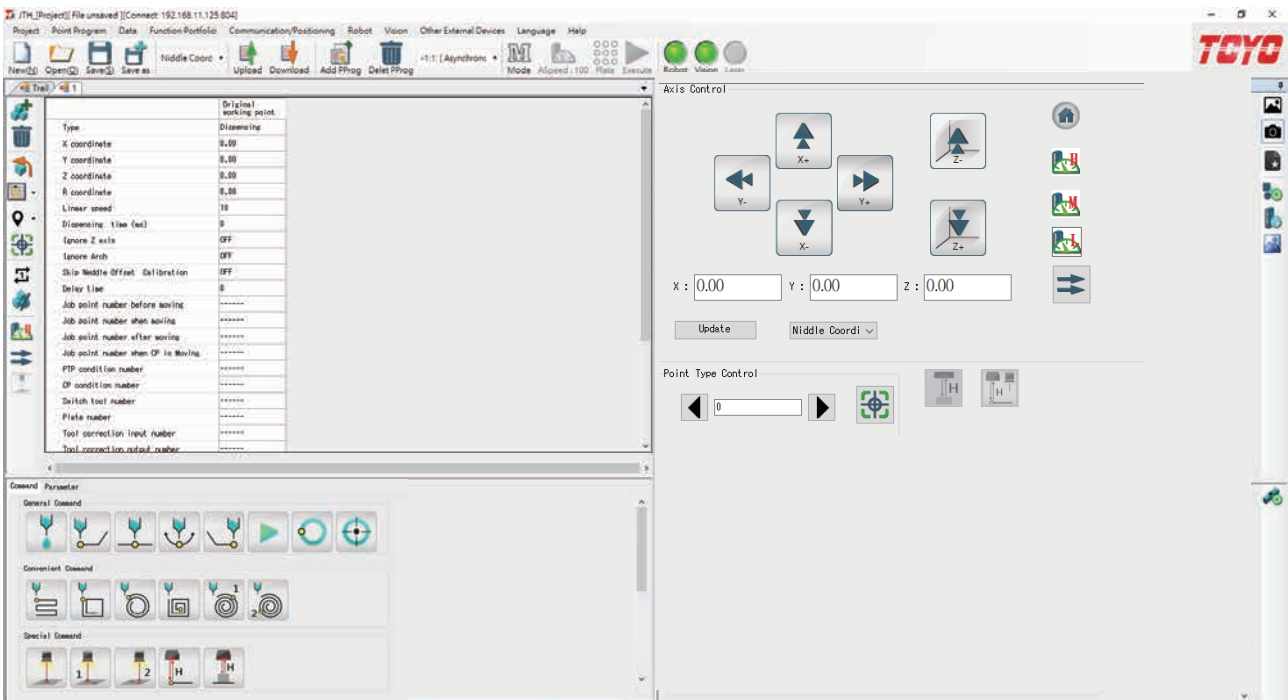 JTH_[Project][ File unsaved ][Connect: 192.168.11.125:804]
Project Point Program Data Function Portfolio Communication/Positioning Robot Vision Other External Devices Language Help
Niddle Coorc
New(N) Open(O) Save(S) Save as Upload Download Add PProg Delet PProg Mode ASpeed : 100 Plate Execute Robot Vision Laser
TOYO
Trail 1
Original
working point
Type Dispensing
X coordinate 0.00
Y coordinate 0.00
Z coordinate 0.00
R coordinate 0.00
Linear speed 10
Dispensing time (ms) 0
Ignore Z axis OFF
Ignore Arch OFF
Skip Neddle Offset Calibration OFF
Delay time 0
Job point number before moving ------
Job point number when moving ------
Job point number after moving ------
Job point number when CP is Moving ------
PTP condition number ------
CP condition number ------
Switch tool number ------
Plate number ------
Tool correction input number ------
Tool correction output number
Command Parameter
General Command
Convenient Command
1
2
Special Command
1
2
H
H
Axis Control
X+
Z-
Y-
Y+
X-
Z+
H
M
L
X : 0.00 Y : 0.00 Z : 0.00
Update Niddle Coordi
Point Type Control
0
H
H